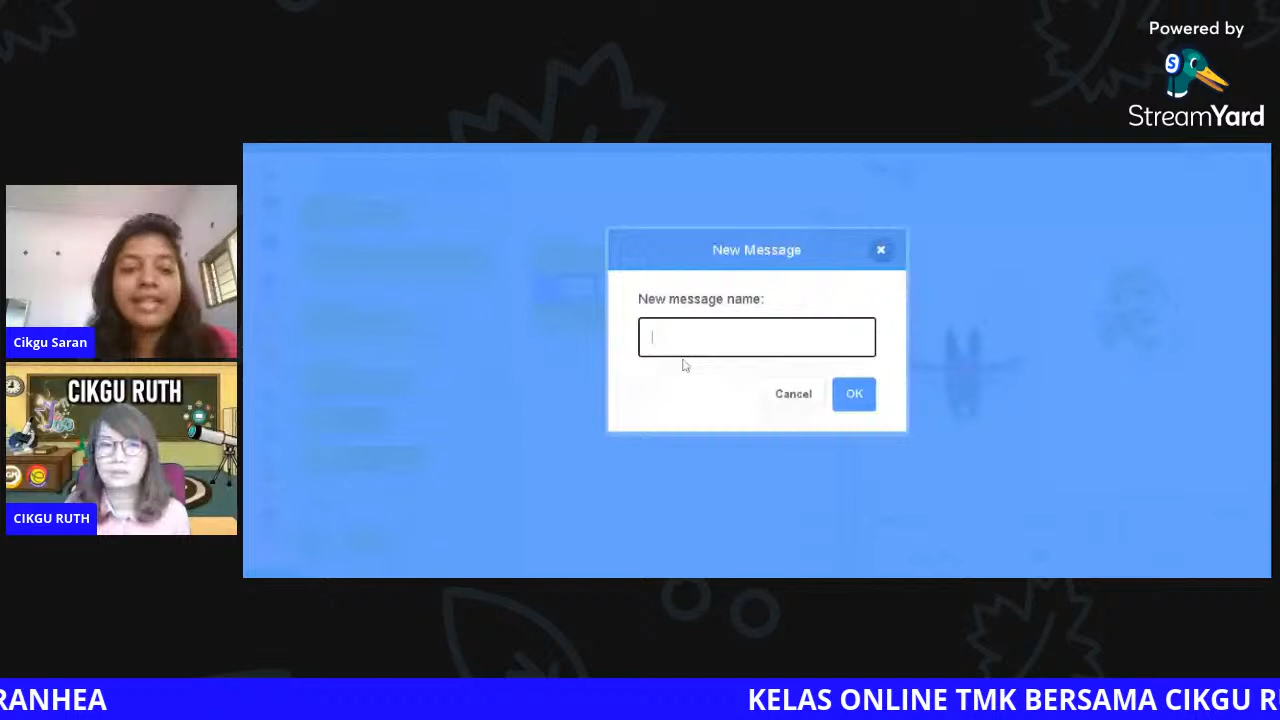 Powered by
StreamYard
New Message
New message name:
Cancel
OK
Cikgu Saran
CIKGU RUTH
CIKGU RUTH
RANHEA
KELAS ONLINE TMK BERSAMA CIKGU R